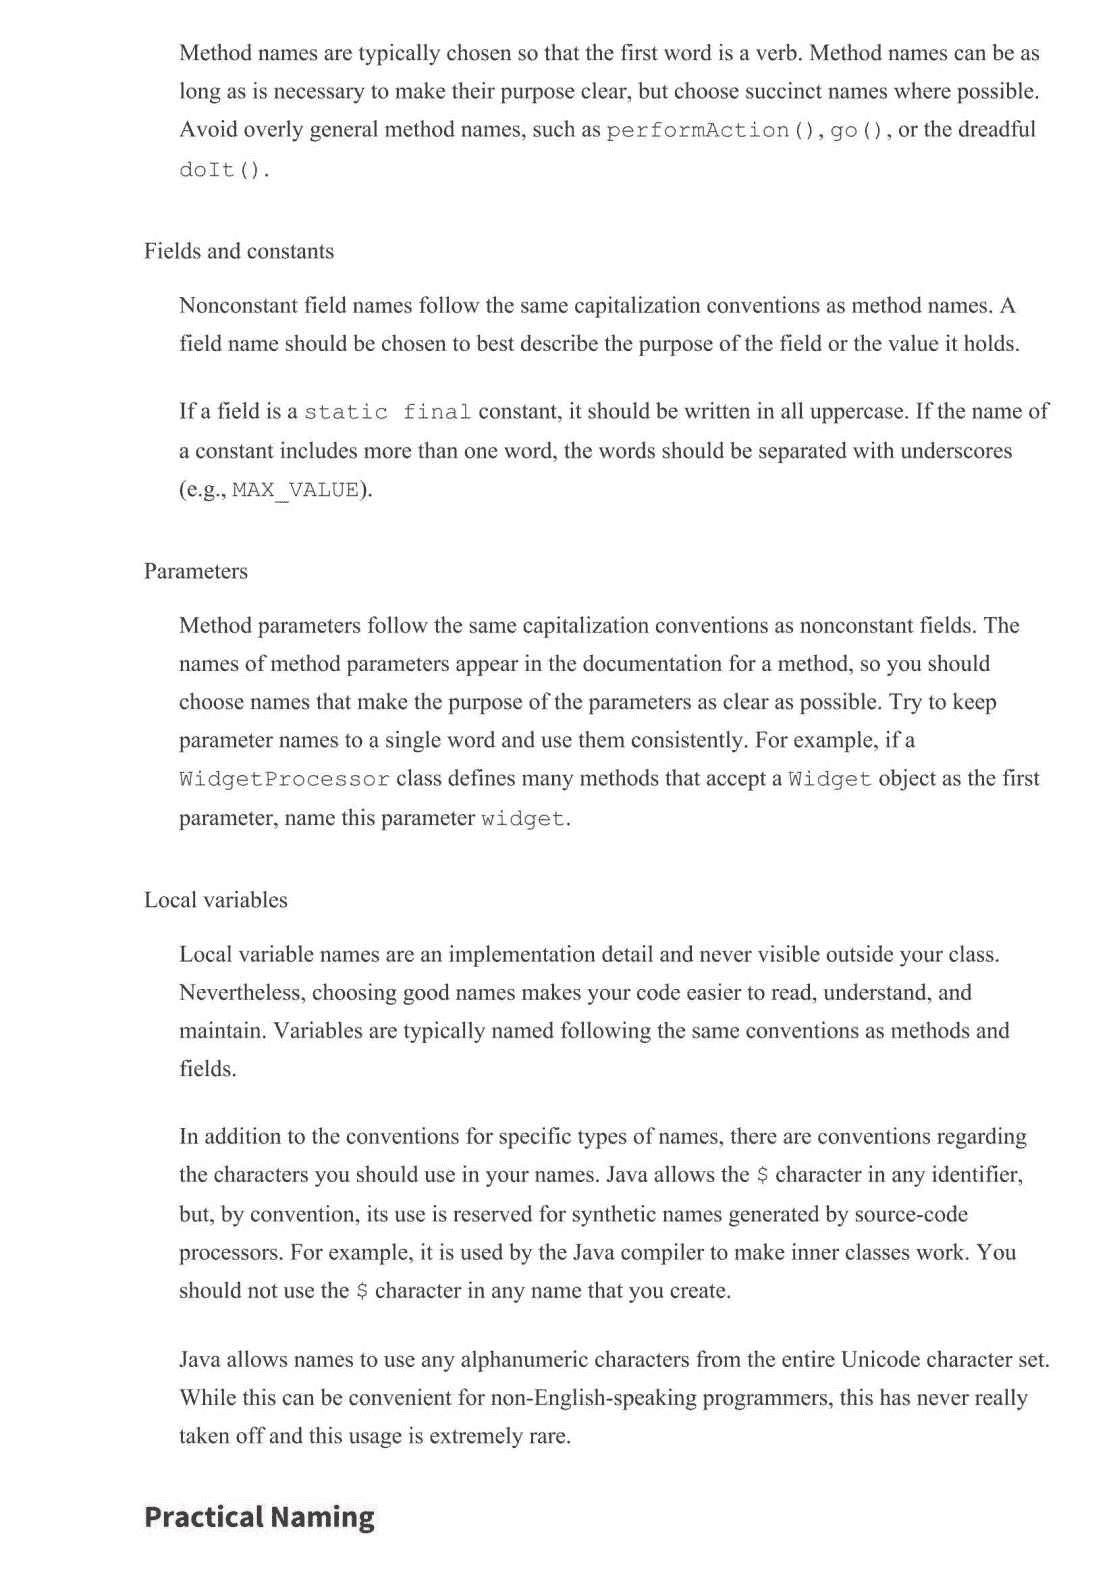 Method names are typically chosen so that the first word is a verb. Method names can be as
long as is necessary to make their purpose clear, but choose succinct names where possible.
Avoid overly general method names, such as performAction(), go(), or the dreadful
doIt().
Fields and constants
Nonconstant field names follow the same capitalization conventions as method names. A
field name should be chosen to best describe the purpose of the field or the value it holds.
If a field is a static final constant, it should be written in all uppercase. If the name of
a constant includes more than one word, the words should be separated with underscores
(e.g., MAX_VALUE).
Parameters
Method parameters follow the same capitalization conventions as nonconstant fields. The
names of method parameters appear in the documentation for a method, so you should
choose names that make the purpose of the parameters as clear as possible. Try to keep
parameter names to a single word and use them consistently. For example, if a
WidgetProcessor class defines many methods that accept a Widget object as the first
parameter, name this parameter widget.
Local variables
Local variable names are an implementation detail and never visible outside your class.
Nevertheless, choosing good names makes your code easier to read, understand, and
maintain. Variables are typically named following the same conventions as methods and
fields.
In addition to the conventions for specific types of names, there are conventions regarding
the characters you should use in your names. Java allows the $ character in any identifier,
but, by convention, its use is reserved for synthetic names generated by source-code
processors. For example, it is used by the Java compiler to make inner classes work. You
should not use the $ character in any name that you create.
Java allows names to use any alphanumeric characters from the entire Unicode character set.
While this can be convenient for non-English-speaking programmers, this has never really
taken off and this usage is extremely rare.
Practical Naming